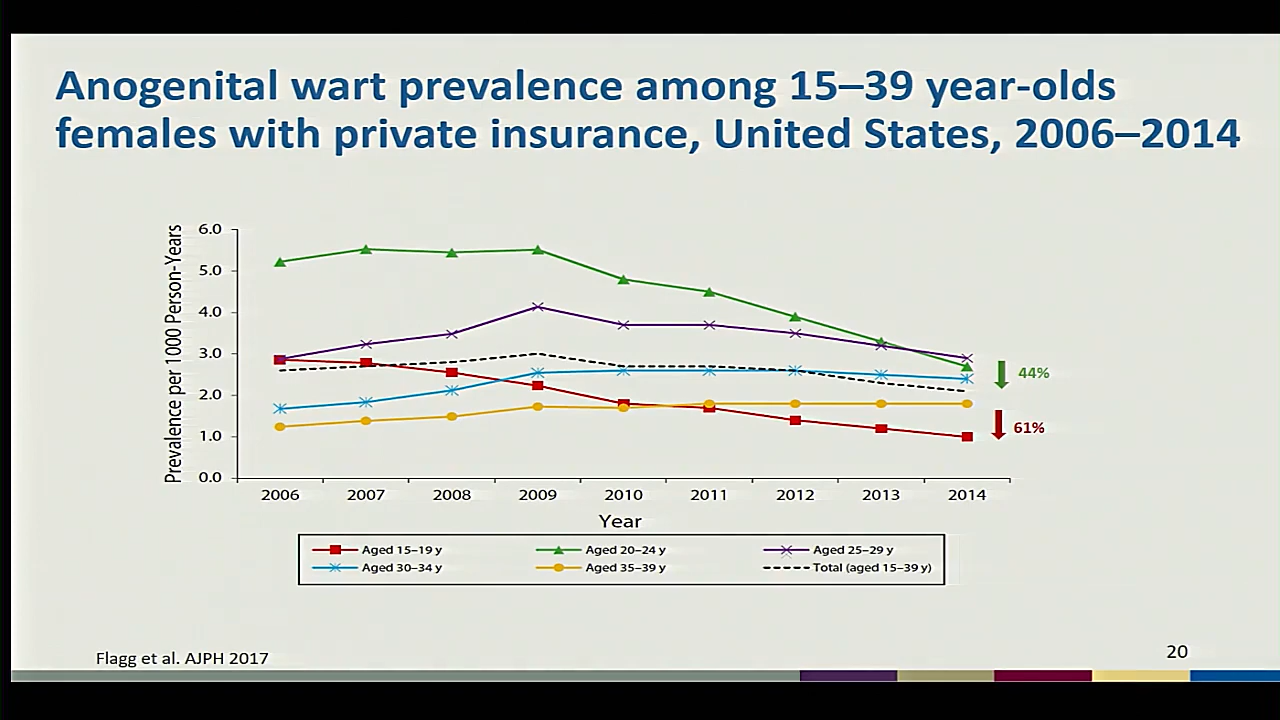 Anogenital wart prevalence among 15–39 year-olds
females with private insurance, United States, 2006–2014
Prevalence per 1000 Person-Years
6.0
5.0
4.0
3.0
2.0
1.0
0.0
44%
61%
2006 2007 2008 2009 2010 2011 2012 2013 2014
Year
Aged 15–19 y Aged 20–24 y Aged 25–29 y
Aged 30–34 y Aged 35–39 y Total (aged 15–39 y)
Flagg et al. AJPH 2017
20